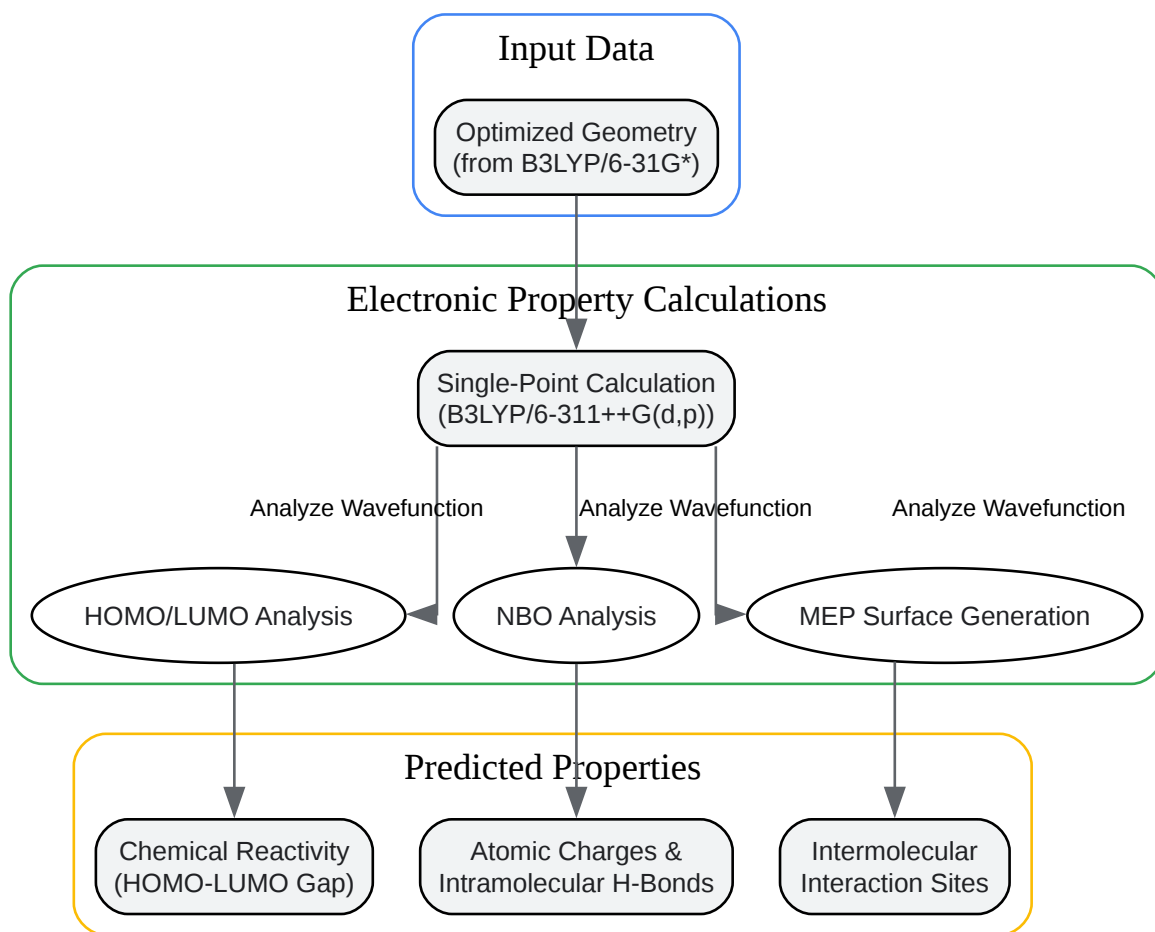 Input Data
Optimized Geometry
(from B3LYP/6-31G*)
Electronic Property Calculations
Single-Point Calculation
(B3LYP/6-311++G(d,p))
Analyze Wavefunction
Analyze Wavefunction
Analyze Wavefunction
HOMO/LUMO Analysis
NBO Analysis
MEP Surface Generation
Predicted Properties
Chemical Reactivity
(HOMO-LUMO Gap)
Atomic Charges &
Intramolecular H-Bonds
Intermolecular
Interaction Sites